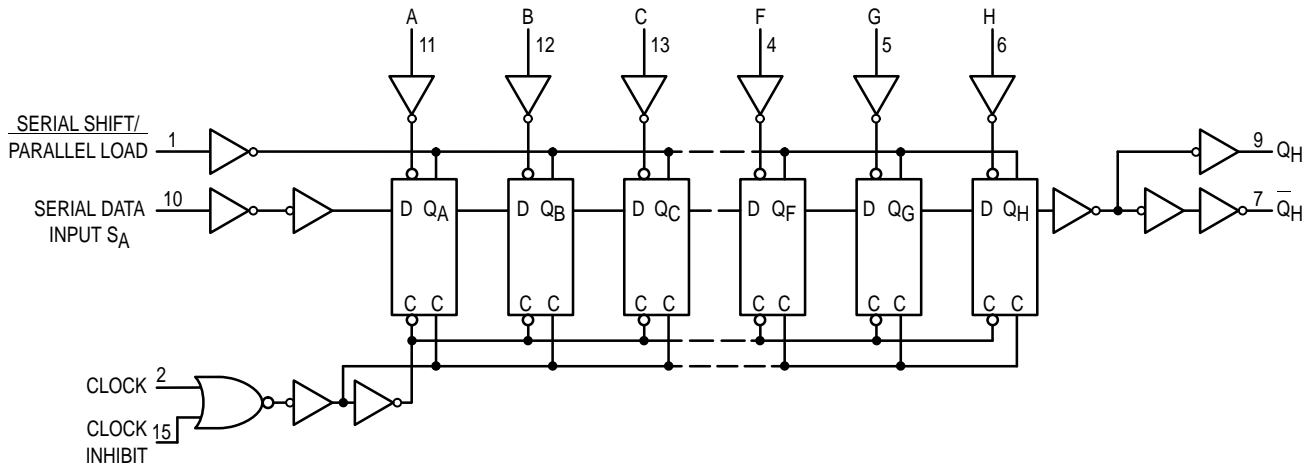 A B C F G H
11 12 13 4 5 6
SERIAL SHIFT/
PARALLEL LOAD 1
9 QH
SERIAL DATA 10
INPUT SA
D QA D QB D QC D QF D QG D QH
7 Q̅H
C C C C C C C C C C C C
CLOCK 2
CLOCK 15
INHIBIT